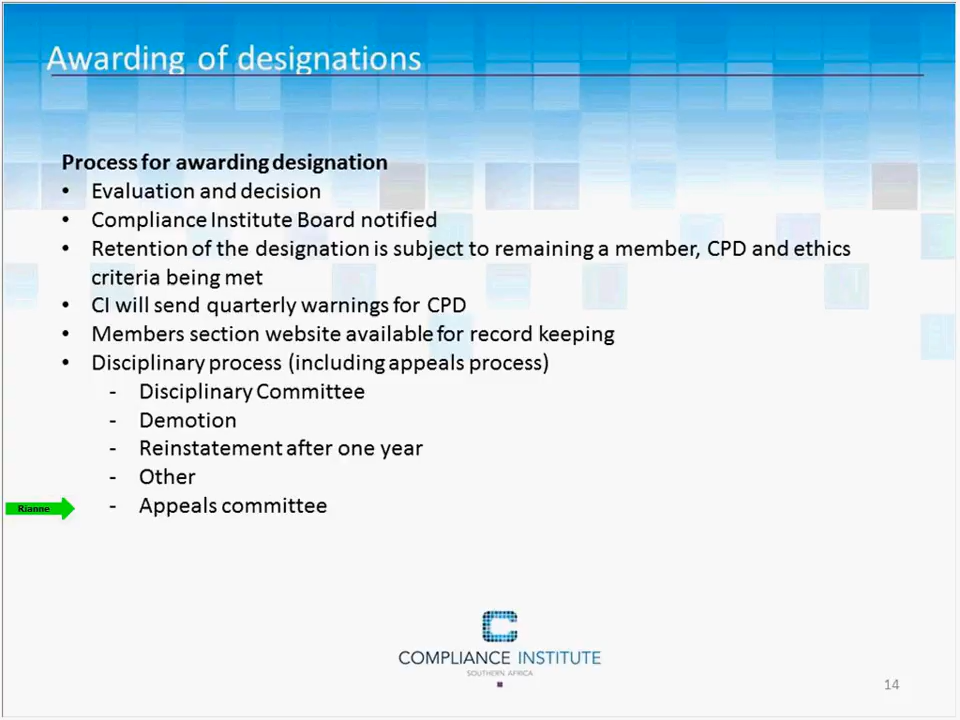 Awarding of designations
Process for awarding designation
• Evaluation and decision
• Compliance Institute Board notified
• Retention of the designation is subject to remaining a member, CPD and ethics
criteria being met
• CI will send quarterly warnings for CPD
• Members section website available for record keeping
• Disciplinary process (including appeals process)
- Disciplinary Committee
- Demotion
- Reinstatement after one year
- Other
Rianne
- Appeals committee
COMPLIANCE INSTITUTE
SOUTHERN AFRICA
14